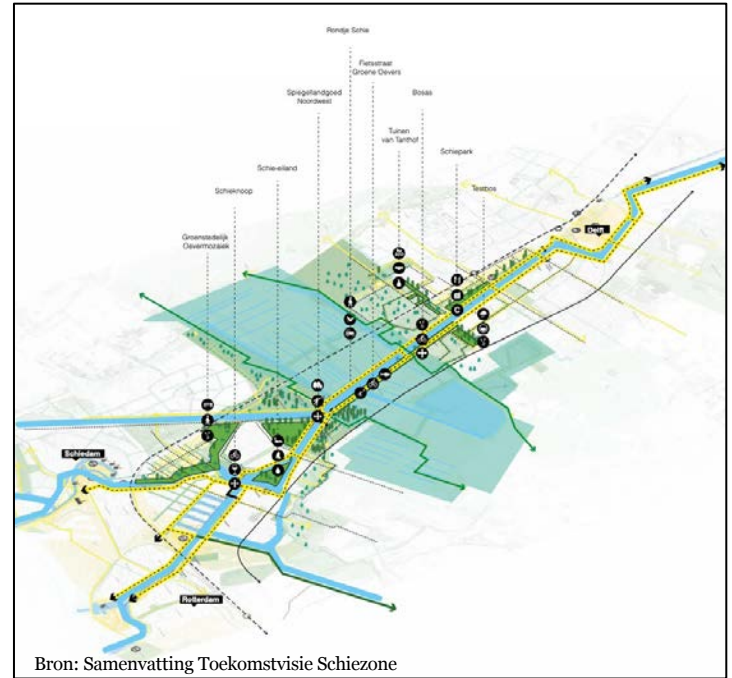 Rondje Schie
Fietsstraat
Groene Oevers
Spiegellandgoed
Noordwest
Bosas
Tuinen
van Tanthof
Schie-eiland
Schiepark
Schieknoop
Testbos
Groenstedelijk
Oevermozaïek
Delft
Schiedam
Rotterdam
Bron: Samenvatting Toekomstvisie Schiezone